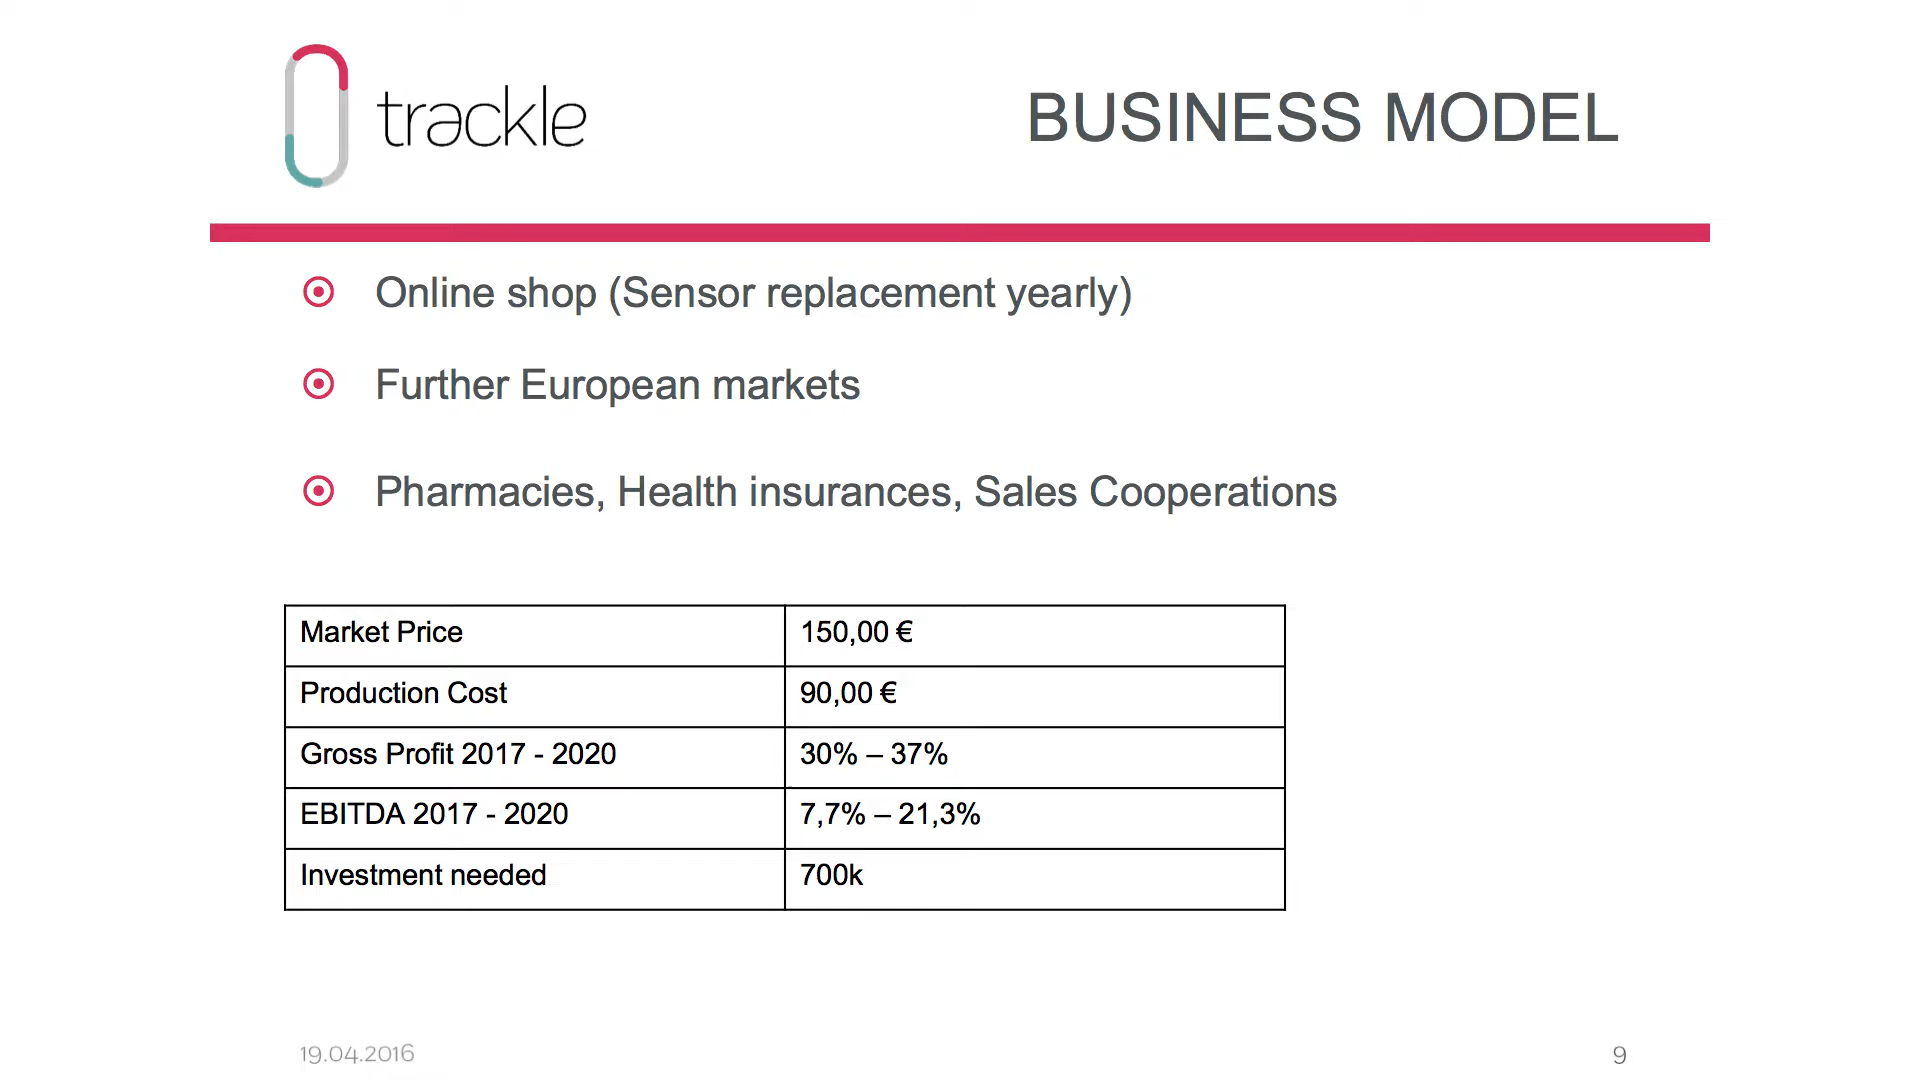 trackle
BUSINESS MODEL
Online shop (Sensor replacement yearly)
Further European markets
Pharmacies, Health insurances, Sales Cooperations
Market Price 150,00 €
Production Cost 90,00 €
Gross Profit 2017 - 2020 30% – 37%
EBITDA 2017 - 2020 7,7% – 21,3%
Investment needed 700k
19.04.2016
9